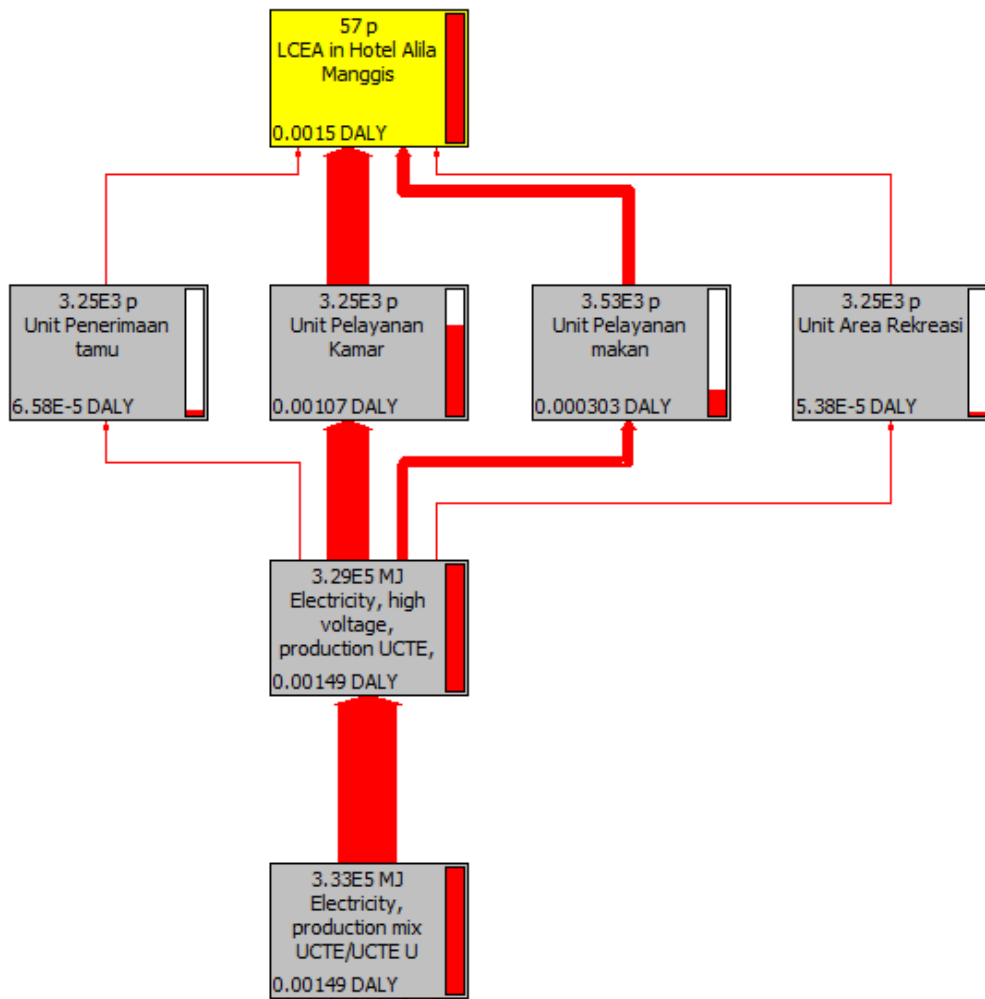 57 p
LCEA in Hotel Alila
Manggis
0.0015 DALY
3.25E3 p
Unit Penerimaan
tamu
6.58E-5 DALY
3.25E3 p
Unit Pelayanan
Kamar
0.00107 DALY
3.53E3 p
Unit Pelayanan
makan
0.000303 DALY
3.25E3 p
Unit Area Rekreasi
5.38E-5 DALY
3.29E5 MJ
Electricity, high
voltage,
production UCTE,
0.00149 DALY
3.33E5 MJ
Electricity,
production mix
UCTE/UCTE U
0.00149 DALY